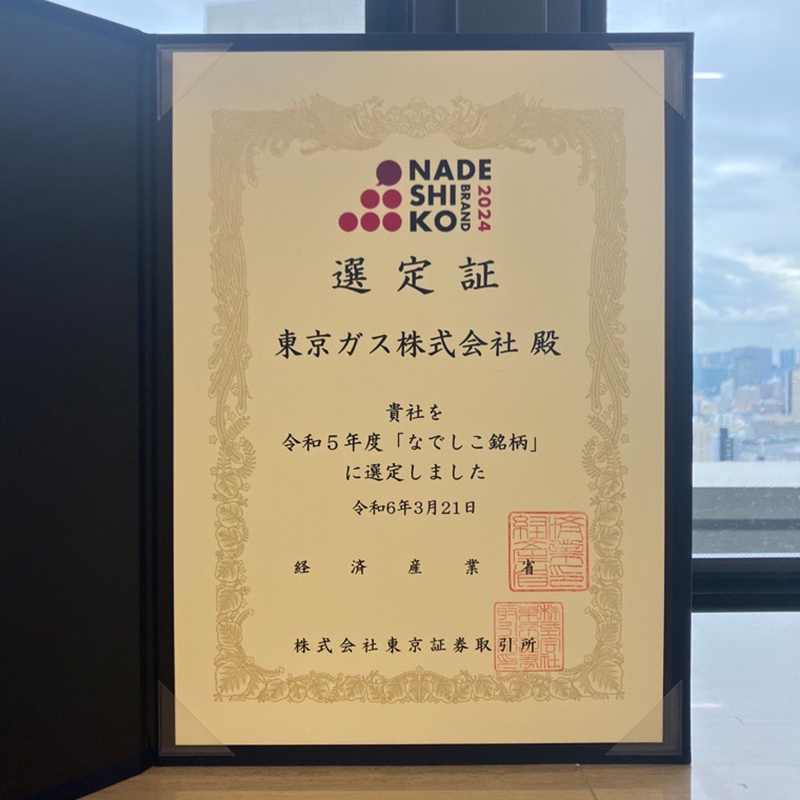 NADE
SHI
KO
BRAND
2024
選定証
東京ガス株式会社 殿
貴社を
令和5年度「なでしこ銘柄」
に選定しました
令和6年3月21日
経済産業省
株式会社東京証券取引所